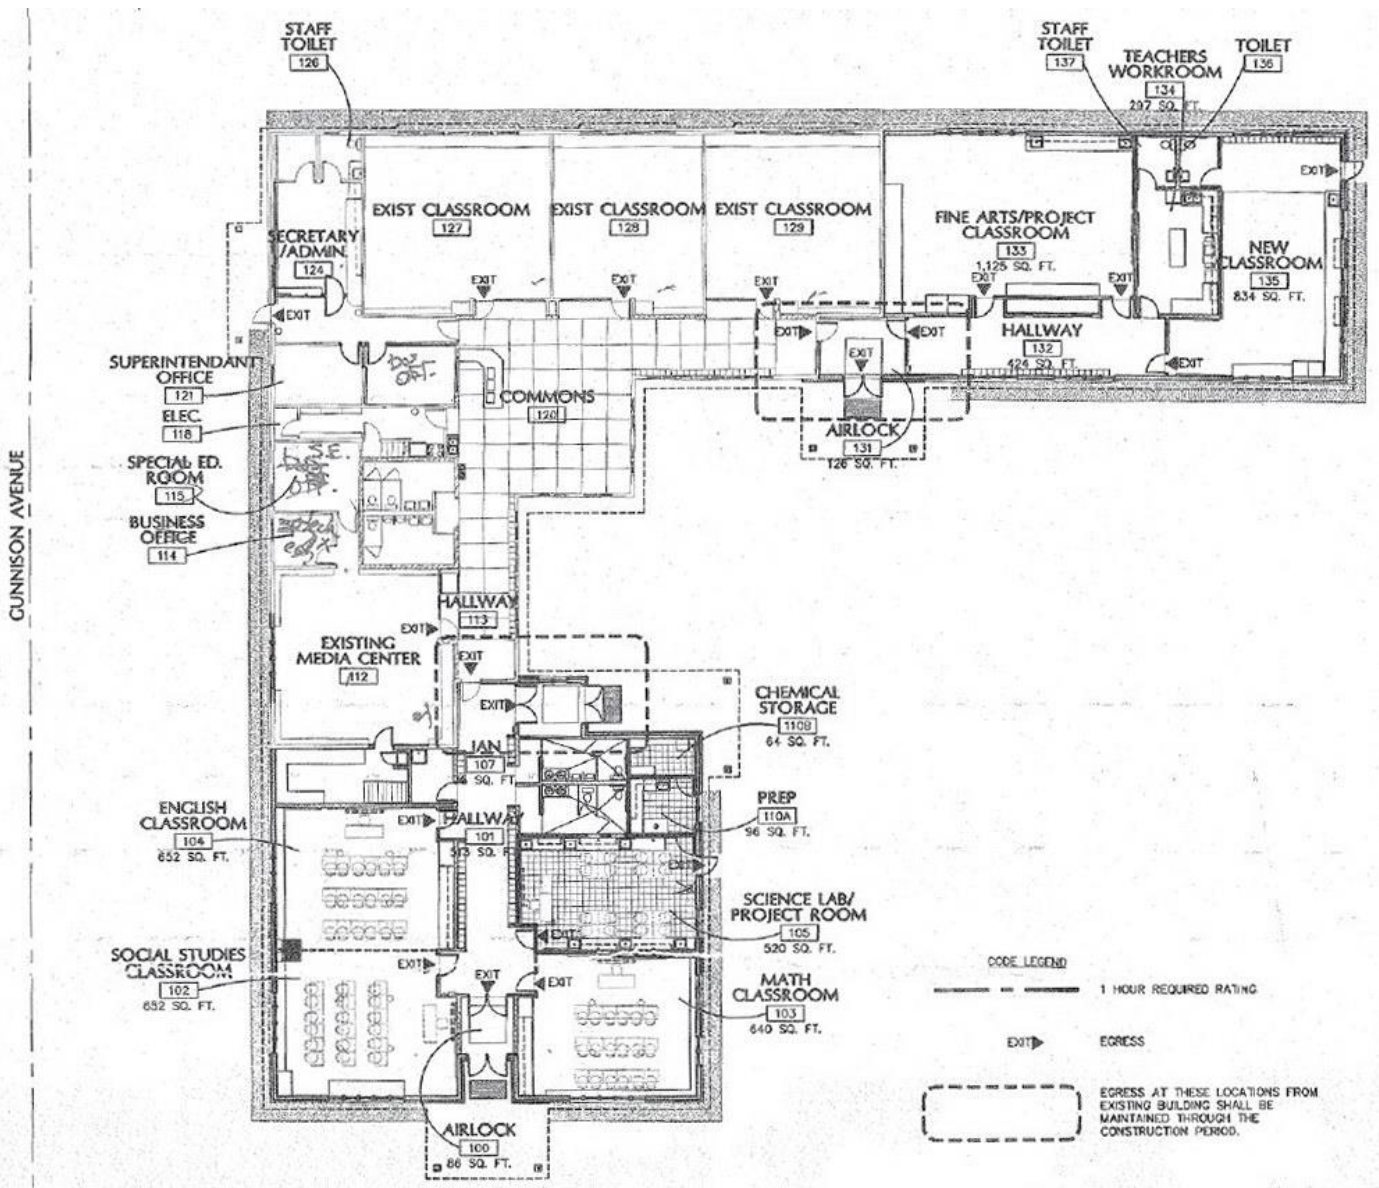 STAFF
TOILET
126
STAFF
TOILET
137
TEACHERS
WORKROOM
134
297 SQ. FT.
TOILET
136
EXIT
EXIST CLASSROOM
127
EXIST CLASSROOM
128
EXIST CLASSROOM
129
FINE ARTS/PROJECT
CLASSROOM
133
1,125 SQ. FT.
SECRETARY
/ADMIN.
124
NEW
CLASSROOM
135
834 SQ. FT.
EXIT
EXIT
EXIT
EXIT
EXIT
EXIT
EXIT
EXIT
HALLWAY
132
424 SQ. FT.
EXIT
EXIT
SUPERINTENDANT
OFFICE
121
COMMONS
120
ELEC.
118
AIRLOCK
131
126 SQ. FT.
SPECIAL ED.
ROOM
115
BUSINESS
OFFICE
114
GUNNISON AVENUE
HALLWAY
113
EXIT
EXISTING
MEDIA CENTER
112
EXIT
EXIT
CHEMICAL
STORAGE
110B
64 SQ. FT.
JAN
107
SQ. FT.
PREP
110A
96 SQ. FT.
ENGLISH
CLASSROOM
104
652 SQ. FT.
EXIT
HALLWAY
101
513 SQ. FT.
EXIT
SCIENCE LAB/
PROJECT ROOM
105
520 SQ. FT.
EXIT
SOCIAL STUDIES
CLASSROOM
102
652 SQ. FT.
EXIT
EXIT
EXIT
MATH
CLASSROOM
103
640 SQ. FT.
AIRLOCK
100
86 SQ. FT.
CODE LEGEND
1 HOUR REQUIRED RATING
EXIT
EGRESS
EGRESS AT THESE LOCATIONS FROM
EXISTING BUILDING SHALL BE
MAINTAINED THROUGH THE
CONSTRUCTION PERIOD.